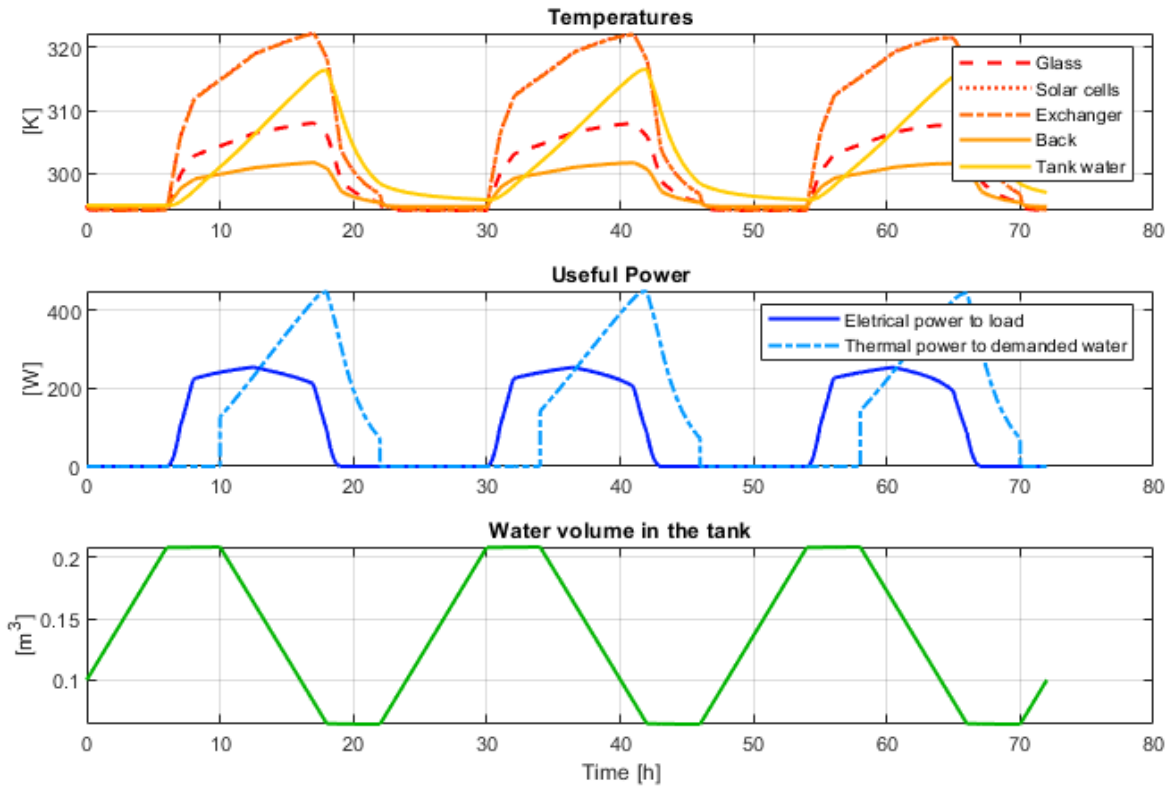 Temperatures
320
310
300
[K]
Glass
Solar cells
Exchanger
Back
Tank water
0 10 20 30 40 50 60 70 80
Useful Power
400
200
0
[W]
Eletrical power to load
Thermal power to demanded water
0 10 20 30 40 50 60 70 80
Water volume in the tank
0.2
0.15
0.1
[m³]
0 10 20 30 40 50 60 70 80
Time [h]